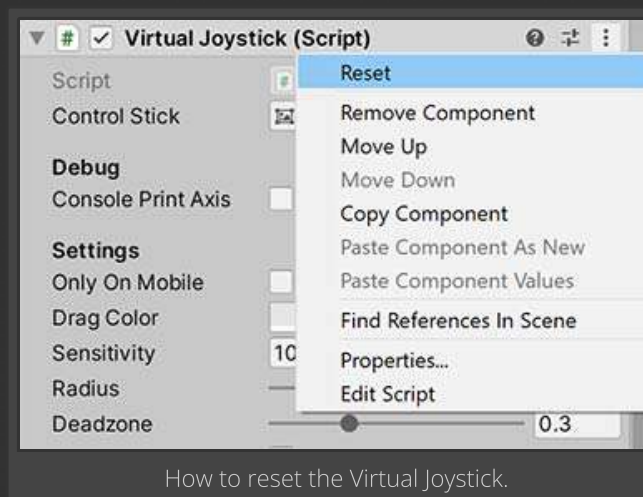 # Virtual Joystick (Script)
Script #
Control Stick
Debug
Console Print Axis
Settings
Only On Mobile
Drag Color
Sensitivity 10
Radius
Deadzone 0.3
Reset
Remove Component
Move Up
Move Down
Copy Component
Paste Component As New
Paste Component Values
Find References In Scene
Properties...
Edit Script
How to reset the Virtual Joystick.